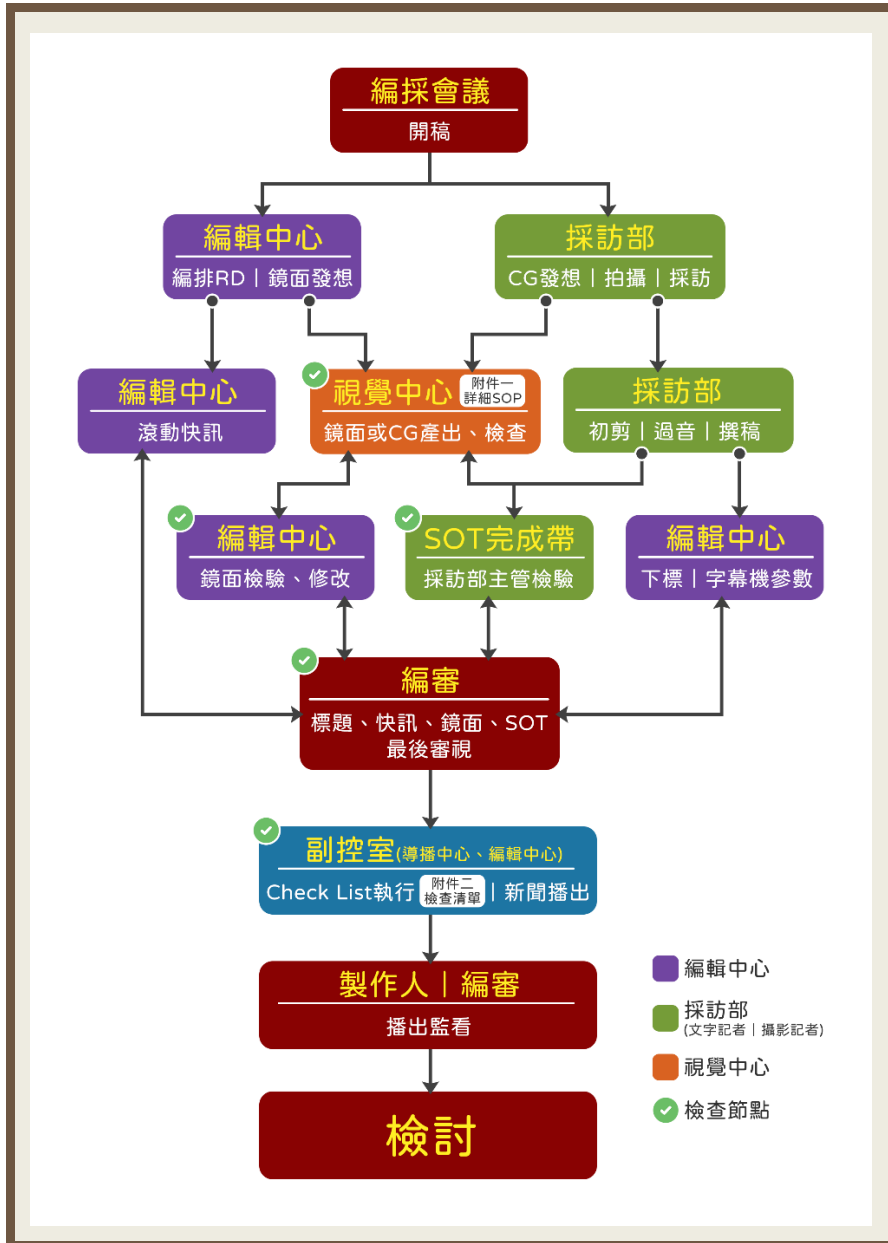 編採會議
開稿
編輯中心
編排RD｜鏡面發想
採訪部
CG發想｜拍攝｜採訪
編輯中心
滾動快訊
視覺中心
附件一
詳細SOP
鏡面或CG產出、檢查
採訪部
初剪｜過音｜撰稿
編輯中心
鏡面檢驗、修改
SOT完成帶
採訪部主管檢驗
編輯中心
下標｜字幕機參數
編審
標題、快訊、鏡面、SOT
最後審視
副控室(導播中心、編輯中心)
Check List執行
附件二
檢查清單
｜新聞播出
製作人｜編審
播出監看
檢討
編輯中心
採訪部
(文字記者｜攝影記者)
視覺中心
檢查節點